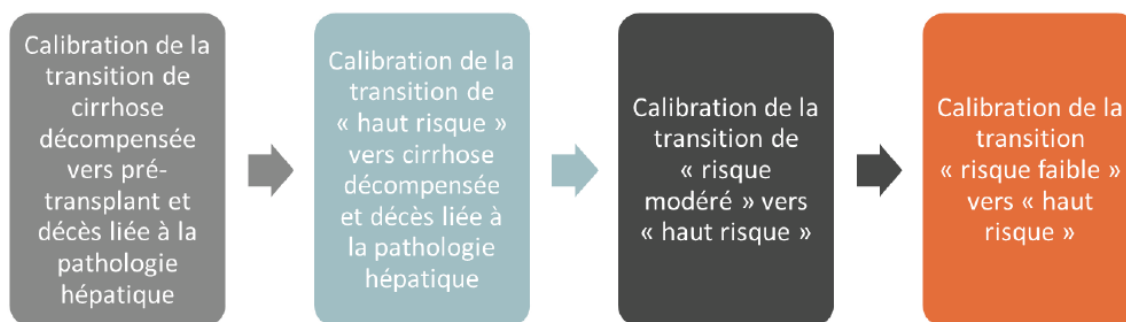 Calibration de la
transition de
cirrhose
décompensée
vers pré-
transplant et
décès liée à la
pathologie
hépatique
Calibration de la
transition de
« haut risque »
vers cirrhose
décompensée
et décès liée à
la pathologie
hépatique
Calibration de la
transition de
« risque
modéré » vers
« haut risque »
Calibration de la
transition
« risque faible »
vers « haut
risque »